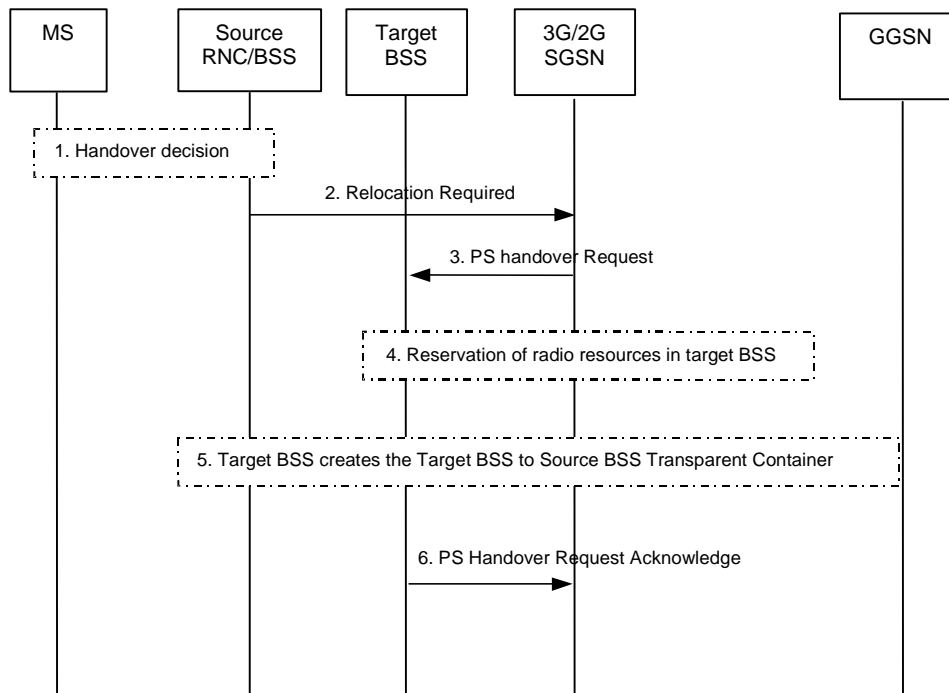 MS
Source
RNC/BSS
Target
BSS
3G/2G
SGSN
GGSN
1. Handover decision
2. Relocation Required
3. PS handover Request
4. Reservation of radio resources in target BSS
5. Target BSS creates the Target BSS to Source BSS Transparent Container
6. PS Handover Request Acknowledge